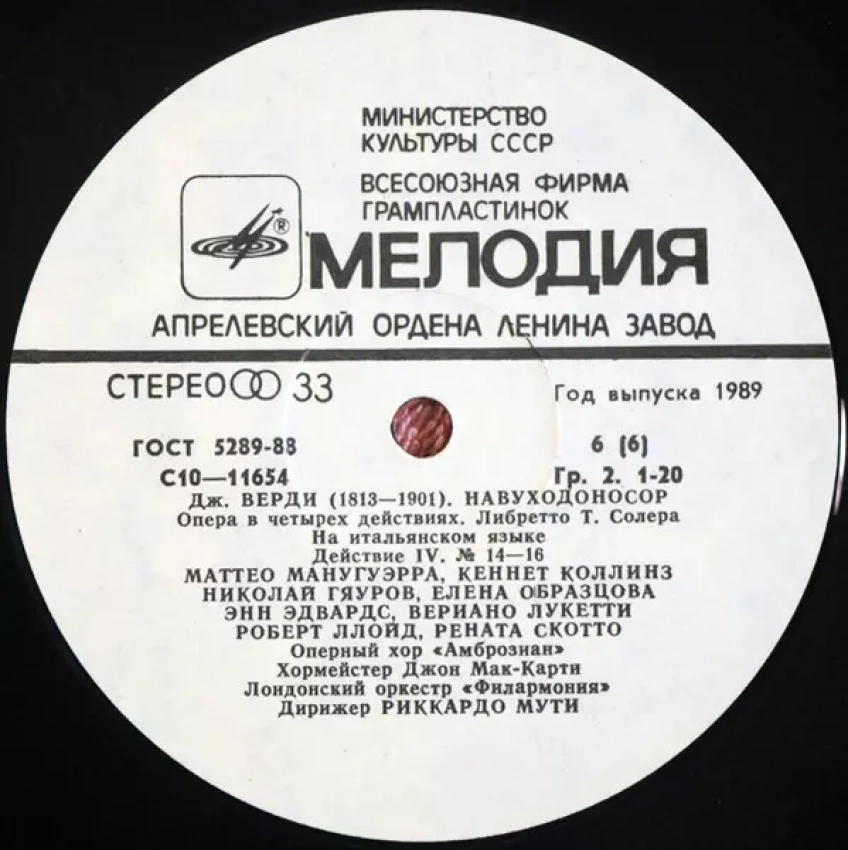 МИНИСТЕРСТВО
КУЛЬТУРЫ СССР
ВСЕСОЮЗНАЯ ФИРМА
ГРАМПЛАСТИНОК
®
МЕЛОДИЯ
АПРЕЛЕВСКИЙ ОРДЕНА ЛЕНИНА ЗАВОД
СТЕРЕО 33 Год выпуска 1989
ГОСТ 5289-88 6 (6)
С10—11654 Гр. 2. 1-20
Дж. ВЕРДИ (1813—1901). НАВУХОДОНОСОР
Опера в четырех действиях. Либретто Т. Солера
На итальянском языке
Действие IV. № 14—16
МАТТЕО МАНУГУЭРРА, КЕННЕТ КОЛЛИНЗ
НИКОЛАЙ ГЯУРОВ, ЕЛЕНА ОБРАЗЦОВА
ЭНН ЭДВАРДС, ВЕРИАНО ЛУКЕТТИ
РОБЕРТ ЛЛОЙД, РЕНАТА СКОТТО
Оперный хор «Амброзиан»
Хормейстер Джон Мак-Карти
Лондонский оркестр «Филармония»
Дирижер РИККАРДО МУТИ